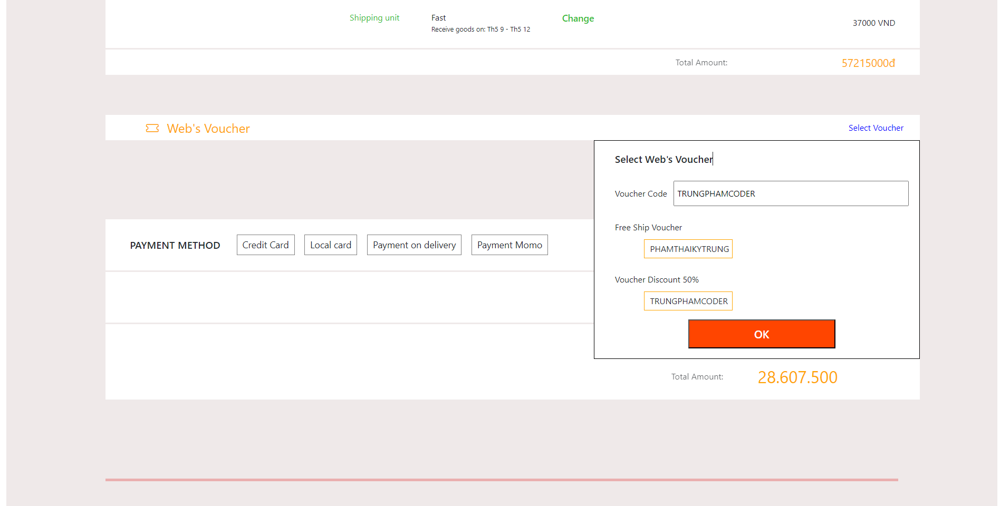 Shipping unit Fast Change 37000 VND
Receive goods on: Th5 9 - Th5 12
Total Amount: 57215000đ
Web's Voucher Select Voucher
Select Web's Voucher
Voucher Code TRUNGPHAMCODER
Free Ship Voucher
PHAMTHAIKYTRUNG
Voucher Discount 50%
TRUNGPHAMCODER
OK
PAYMENT METHOD Credit Card Local card Payment on delivery Payment Momo
Total Amount: 28.607.500